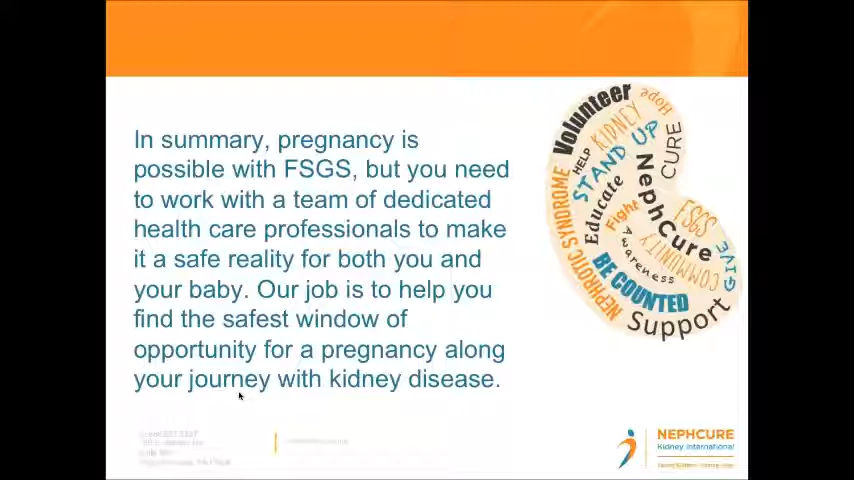 In summary, pregnancy is
possible with FSGS, but you need
to work with a team of dedicated
health care professionals to make
it a safe reality for both you and
your baby. Our job is to help you
find the safest window of
opportunity for a pregnancy along
your journey with kidney disease.
Volunteer
Hope
HELP
KIDNEY
CURE
STAND UP
NephCure
Educate
Fight
FSGS
NEPHROTIC SYNDROME
Awareness
COMMUNITY
GIVE
BE COUNTED
Support
NEPHCURE
Kidney International